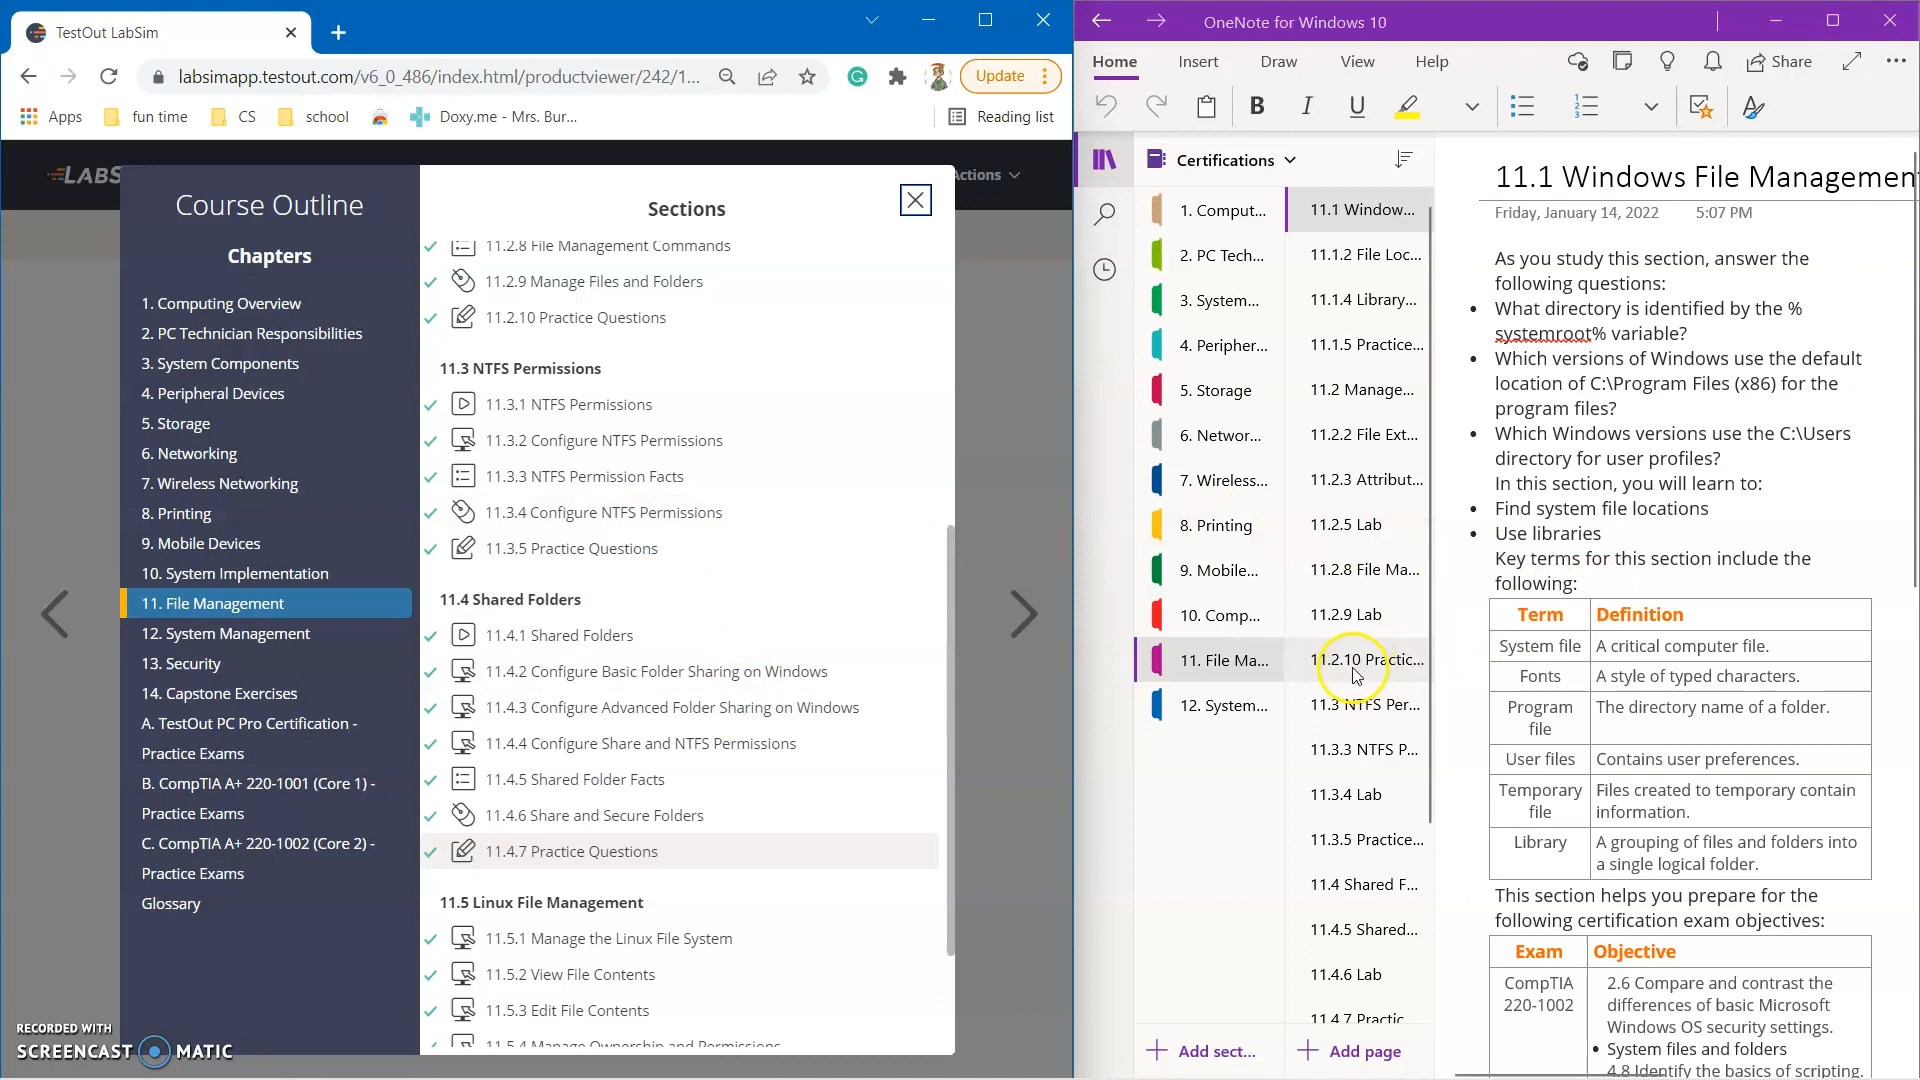 TestOut LabSim
labsimapp.testout.com/v6_0_486/index.html/productviewer/242/1...
Update
Apps
fun time
CS
school
Doxy.me - Mrs. Bur...
Reading list
LABS
Actions
Course Outline
Chapters
1. Computing Overview
2. PC Technician Responsibilities
3. System Components
4. Peripheral Devices
5. Storage
6. Networking
7. Wireless Networking
8. Printing
9. Mobile Devices
10. System Implementation
11. File Management
12. System Management
13. Security
14. Capstone Exercises
A. TestOut PC Pro Certification -
Practice Exams
B. CompTIA A+ 220-1001 (Core 1) -
Practice Exams
C. CompTIA A+ 220-1002 (Core 2) -
Practice Exams
Glossary
Sections
11.2.8 File Management Commands
11.2.9 Manage Files and Folders
11.2.10 Practice Questions
11.3 NTFS Permissions
11.3.1 NTFS Permissions
11.3.2 Configure NTFS Permissions
11.3.3 NTFS Permission Facts
11.3.4 Configure NTFS Permissions
11.3.5 Practice Questions
11.4 Shared Folders
11.4.1 Shared Folders
11.4.2 Configure Basic Folder Sharing on Windows
11.4.3 Configure Advanced Folder Sharing on Windows
11.4.4 Configure Share and NTFS Permissions
11.4.5 Shared Folder Facts
11.4.6 Share and Secure Folders
11.4.7 Practice Questions
11.5 Linux File Management
11.5.1 Manage the Linux File System
11.5.2 View File Contents
11.5.3 Edit File Contents
11.5.4 Manage Ownership and Permissions
RECORDED WITH
SCREENCAST MATIC
OneNote for Windows 10
Home Insert Draw View Help
Share
B I U
Certifications
1. Comput...
2. PC Tech...
3. System...
4. Peripher...
5. Storage
6. Networ...
7. Wireless...
8. Printing
9. Mobile...
10. Comp...
11. File Ma...
12. System...
Add sect...
11.1 Window...
11.1.2 File Loc...
11.1.4 Library...
11.1.5 Practice...
11.2 Manage...
11.2.2 File Ext...
11.2.3 Attribut...
11.2.5 Lab
11.2.8 File Ma...
11.2.9 Lab
11.2.10 Practic...
11.3 NTFS Per...
11.3.3 NTFS P...
11.3.4 Lab
11.3.5 Practice...
11.4 Shared F...
11.4.5 Shared...
11.4.6 Lab
11.4.7 Practic
Add page
11.1 Windows File Management
Friday, January 14, 2022 5:07 PM
As you study this section, answer the
following questions:
• What directory is identified by the %
systemroot% variable?
• Which versions of Windows use the default
location of C:\Program Files (x86) for the
program files?
• Which Windows versions use the C:\Users
directory for user profiles?
In this section, you will learn to:
• Find system file locations
• Use libraries
Key terms for this section include the
following:
Term Definition
System file A critical computer file.
Fonts A style of typed characters.
Program The directory name of a folder.
file
User files Contains user preferences.
Temporary Files created to temporary contain
file information.
Library A grouping of files and folders into
a single logical folder.
This section helps you prepare for the
following certification exam objectives:
Exam Objective
CompTIA 2.6 Compare and contrast the
220-1002 differences of basic Microsoft
Windows OS security settings.
• System files and folders
4.8 Identify the basics of scripting.